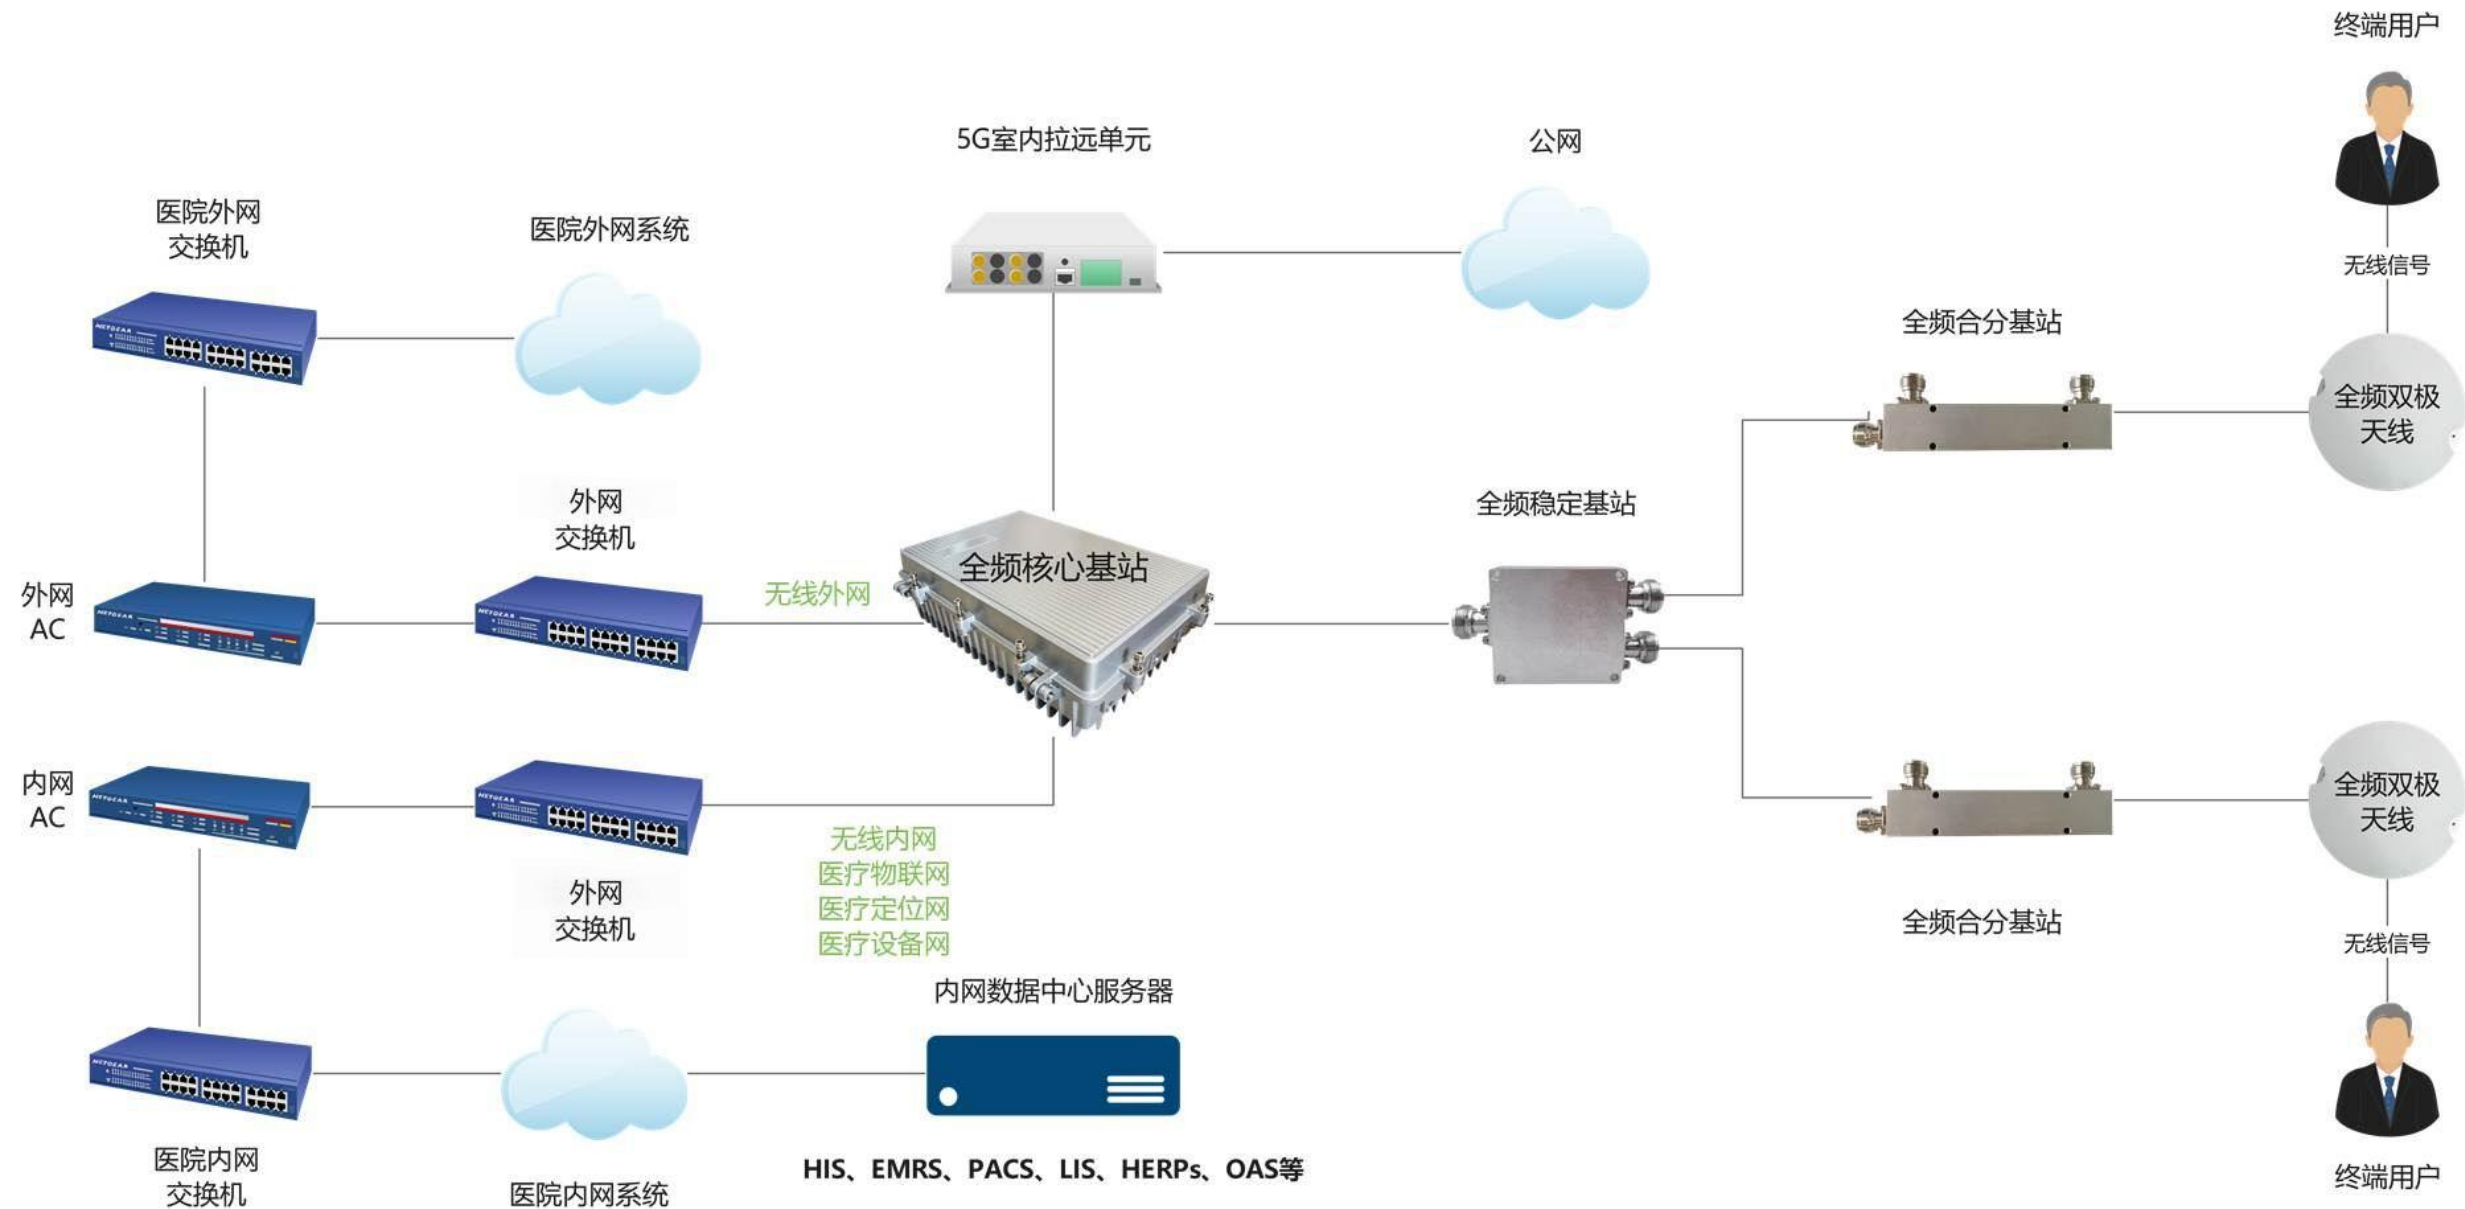 终端用户
5G室内拉远单元
公网
医院外网
交换机
医院外网系统
无线信号
全频合分基站
全频双极
天线
NETGEAR
外网
交换机
全频稳定基站
全频核心基站
外网
AC
NETGEAR
NETGEAR
无线外网
内网
AC
NETGEAR
NETGEAR
全频双极
天线
无线内网
医疗物联网
医疗定位网
医疗设备网
外网
交换机
全频合分基站
无线信号
内网数据中心服务器
NETGEAR
HIS、EMRS、PACS、LIS、HERPs、OAS等
医院内网
交换机
医院内网系统
终端用户